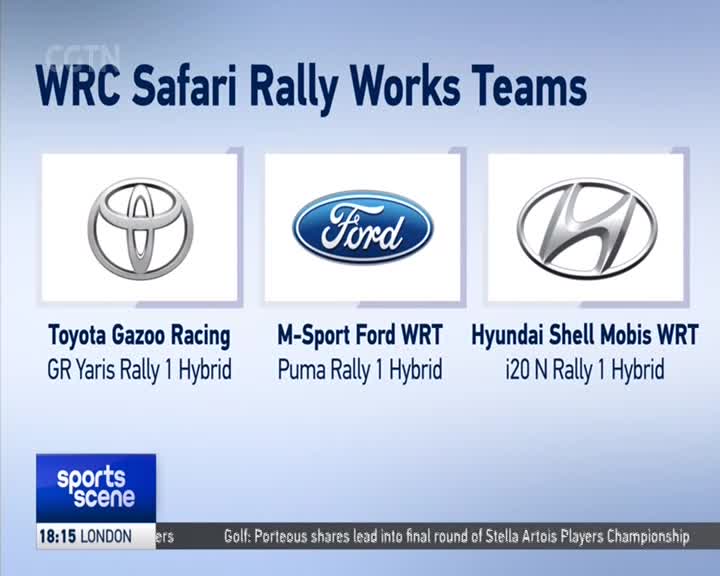 CGTN
WRC Safari Rally Works Teams
Ford
Toyota Gazoo Racing
GR Yaris Rally 1 Hybrid
M-Sport Ford WRT
Puma Rally 1 Hybrid
Hyundai Shell Mobis WRT
i20 N Rally 1 Hybrid
sports
scene
18:15 LONDON
ers Golf: Porteous shares lead into final round of Stella Artois Players Championship